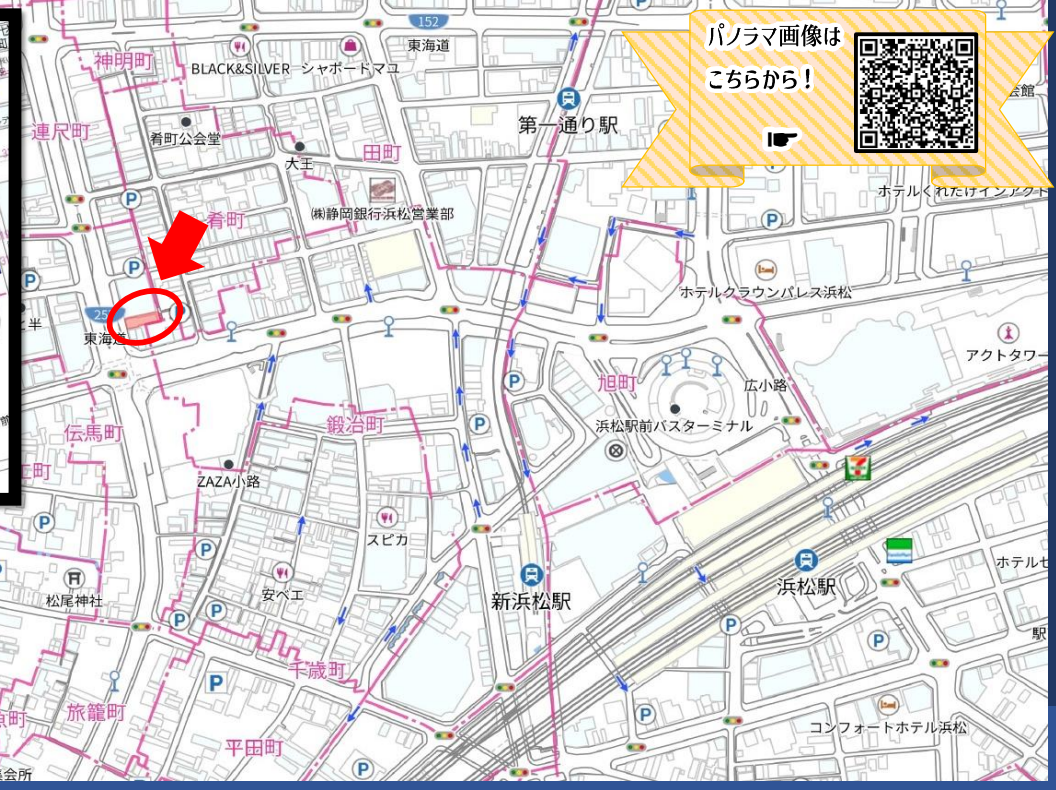 パノラマ画像は
こちらから！
152
東海道
神明町
BLACK&SILVER
シャポードマユ
連尺町
肴町公会堂
第一通り駅
大王
田町
会館
ホテルくれたけインアクト
肴町
㈱静岡銀行浜松営業部
ホテルクラウンパレス浜松
半
東海道
アクトタワー
旭町
広小路
伝馬町
鍛冶町
浜松駅前バスターミナル
ZAZA小路
スピカ
松尾神社
安べエ
新浜松駅
浜松駅
千歳町
旅籠町
平田町
コンフォートホテル浜松
集会所
P